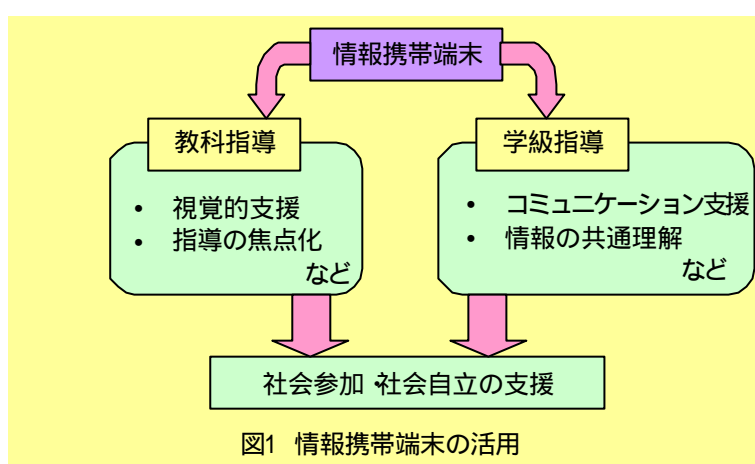 情報携帯端末
教科指導
・ 視覚的支援
・ 指導の焦点化
など
学級指導
・ コミュニケーション支援
・ 情報の共通理解
など
社会参加・社会自立の支援
図1 情報携帯端末の活用